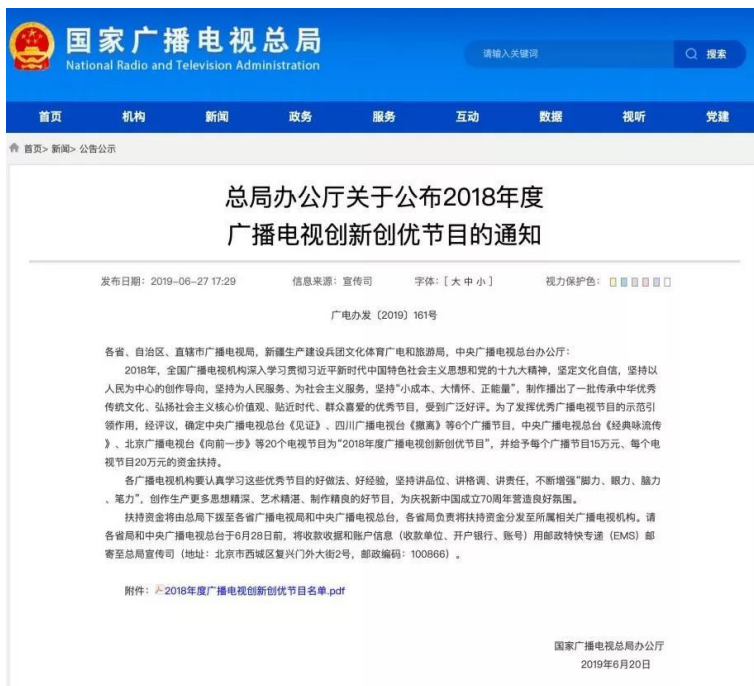 国家广播电视总局
National Radio and Television Administration
请输入关键词
搜索
首页 机构 新闻 政务 服务 互动 数据 视听 党建
首页> 新闻> 公告公示
总局办公厅关于公布2018年度
广播电视创新创优节目的通知
发布日期：2019-06-27 17:29 信息来源：宣传司 字体：[ 大 中 小 ] 视力保护色：
广电办发〔2019〕161号
各省、自治区、直辖市广播电视局，新疆生产建设兵团文化体育广电和旅游局，中央广播电视总台办公厅：
2018年，全国广播电视机构深入学习贯彻习近平新时代中国特色社会主义思想和党的十九大精神，坚定文化自信，坚持以
人民为中心的创作导向，坚持为人民服务、为社会主义服务，坚持“小成本、大情怀、正能量”，制作播出了一批传承中华优秀
传统文化、弘扬社会主义核心价值观、贴近时代、群众喜爱的优秀节目，受到广泛好评。为了发挥优秀广播电视节目的示范引
领作用，经评议，确定中央广播电视总台《见证》、四川广播电视台《撤离》等6个广播节目，中央广播电视总台《经典咏流传
》、北京广播电视台《向前一步》等20个电视节目为“2018年度广播电视创新创优节目”，并给予每个广播节目15万元、每个电
视节目20万元的资金扶持。
各广播电视机构要认真学习这些优秀节目的好做法、好经验，坚持讲品位、讲格调、讲责任，不断增强“脚力、眼力、脑力
、笔力”，创作生产更多思想精深、艺术精湛、制作精良的好节目，为庆祝新中国成立70周年营造良好氛围。
扶持资金将由总局下拨至各省广播电视局和中央广播电视总台，各省局负责将扶持资金分发至所属相关广播电视机构。请
各省局和中央广播电视总台于6月28日前，将收款收据和账户信息（收款单位、开户银行、账号）用邮政特快专递（EMS）邮
寄至总局宣传司（地址：北京市西城区复兴门外大街2号，邮政编码：100866）。
附件：2018年度广播电视创新创优节目名单.pdf
国家广播电视总局办公厅
2019年6月20日